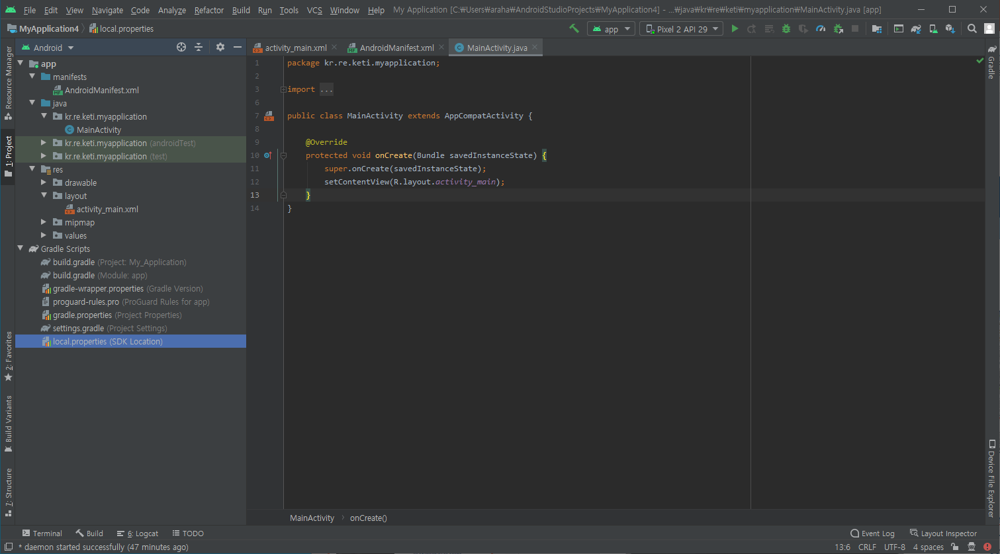 File Edit View Navigate Code Analyze Refactor Build Run Tools VCS Window Help My Application [C:₩Users₩araha₩AndroidStudioProjects₩MyApplication4] - ...₩java₩kr₩re₩keti₩myapplication₩MainActivity.java [app]
MyApplication4 local.properties app Pixel 2 API 29
Android activity_main.xml AndroidManifest.xml MainActivity.java
Resource Manager
1: Project
2: Favorites
Build Variants
7: Structure
app
manifests
AndroidManifest.xml
java
kr.re.keti.myapplication
MainActivity
kr.re.keti.myapplication (androidTest)
kr.re.keti.myapplication (test)
res
drawable
layout
activity_main.xml
mipmap
values
Gradle Scripts
build.gradle (Project: My_Application)
build.gradle (Module: app)
gradle-wrapper.properties (Gradle Version)
proguard-rules.pro (ProGuard Rules for app)
gradle.properties (Project Properties)
settings.gradle (Project Settings)
local.properties (SDK Location)
1 package kr.re.keti.myapplication;
2
3 import ...
6
7 public class MainActivity extends AppCompatActivity {
8
9 @Override
10 protected void onCreate(Bundle savedInstanceState) {
11 super.onCreate(savedInstanceState);
12 setContentView(R.layout.activity_main);
13 }
14 }
Gradle
Device File Explorer
MainActivity onCreate()
Terminal Build 6: Logcat TODO Event Log Layout Inspector
* daemon started successfully (47 minutes ago) 13:6 CRLF UTF-8 4 spaces